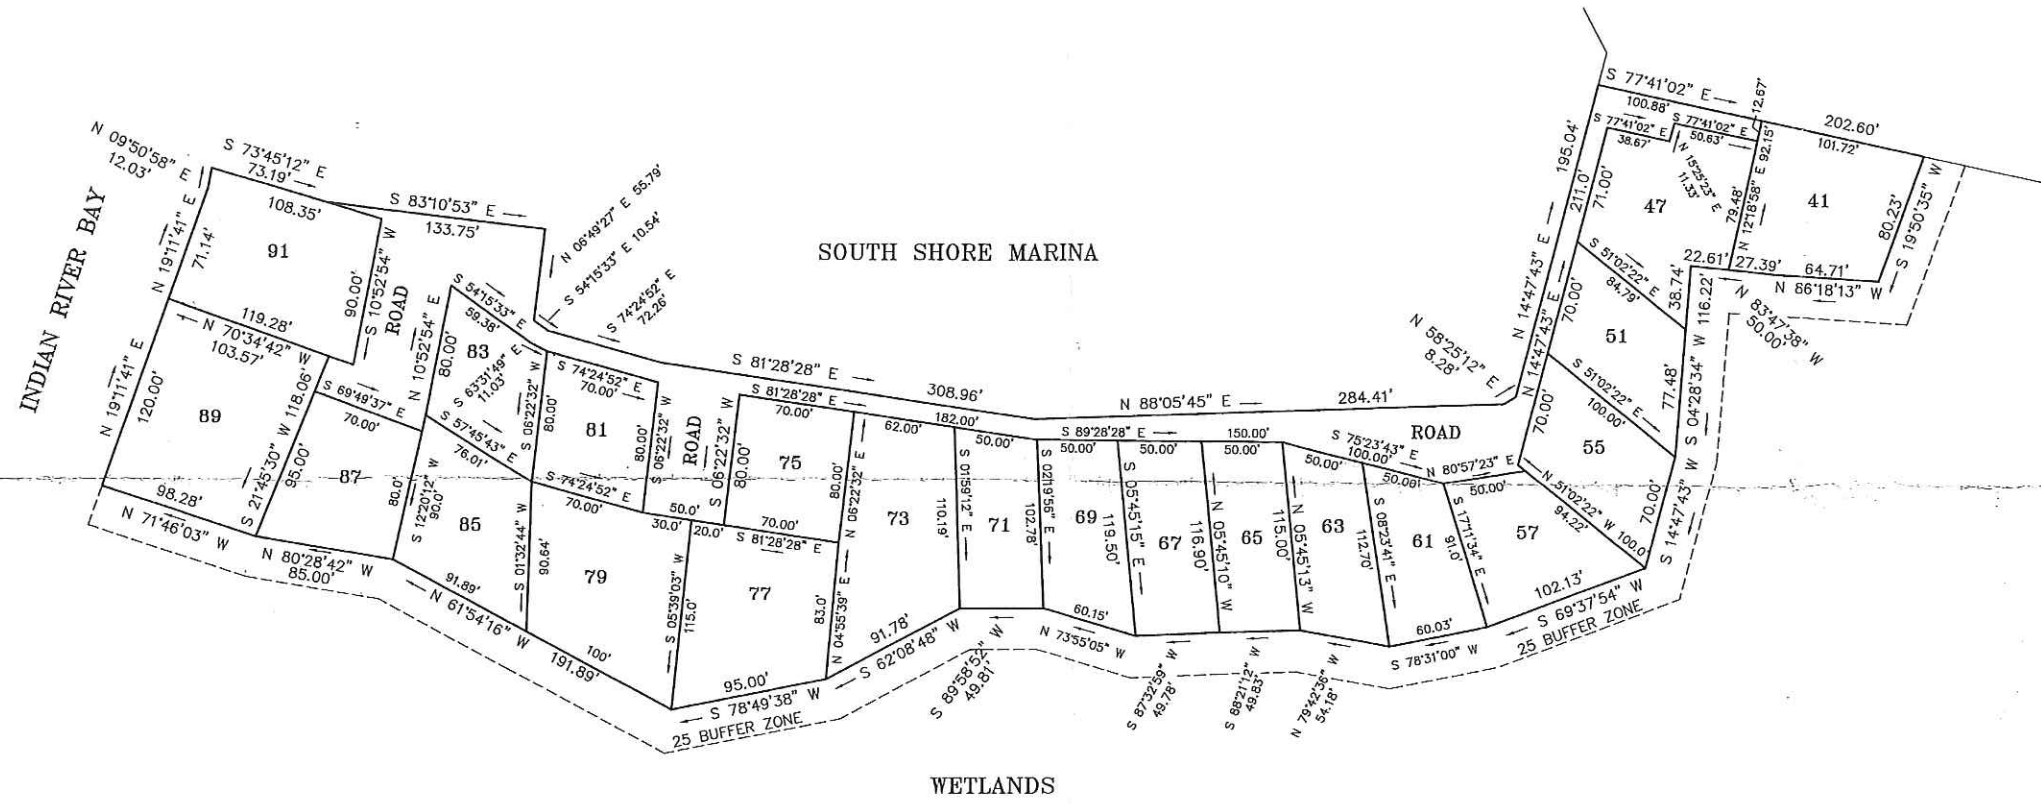 N 09°50'58" E
12.03'
S 73°45'12" E
73.19'
108.35'
INDIAN RIVER BAY
N 19°11'41" E
71.14'
91
90.00'
S 10°52'54" W
ROAD
S 83°10'53" E
133.75'
N 06°49'27" E 55.79'
S 54°15'33" E 10.54'
S 74°24'52" E
72.26'
119.28'
N 70°34'42" W
103.57'
N 19°11'41" E
120.00'
89
98.28'
N 71°46'03" W
S 21°45'30" W 118.06'
95.00'
S 69°49'37" E
70.00'
87
80.0'
N 80°28'42" W
85.00'
N 10°52'54" E
80.00'
S 54°15'33" E
59.38'
83
S 63°31'49" E
11.03'
S 06°22'32" W
80.00'
S 57°45'43" E
76.01'
S 12°20'12" W
90.0'
85
S 01°32'44" W
90.64'
91.89'
N 61°54'16" W
191.89'
100'
S 74°24'52" E
70.00'
81
80.00'
S 06°22'32" W
ROAD
S 06°22'32" W
80.00'
S 74°24'52" E
70.00'
50.0'
30.0'
20.0'
79
S 05°39'03" W
115.0'
S 81°28'28" E
308.96'
S 81°28'28" E
70.00'
75
80.00'
N 06°22'32" E
70.00'
S 81°28'28" E
77
83.0'
N 04°55'39" E
95.00'
S 78°49'38" W
25 BUFFER ZONE
182.00'
62.00'
50.00'
73
110.19'
S 01°59'12" E
91.78'
S 62°08'48" W
71
102.78'
S 02°19'56" E
S 89°58'52" W
49.81'
SOUTH SHORE MARINA
N 88°05'45" E
284.41'
S 89°28'28" E
150.00'
50.00'
50.00'
50.00'
69
119.50'
S 05°45'15" E
60.15'
N 73°55'05" W
67
116.90'
N 05°45'10" W
S 87°32'59" W
49.78'
65
115.00'
N 05°45'13" W
S 88°21'12" W
49.83'
ROAD
S 75°23'43" E
100.00'
50.00'
50.00'
63
112.70'
S 08°23'41" E
N 79°42'36" W
54.18'
61
91.0'
S 17°11'34" E
60.03'
S 78°31'00" W
N 80°57'23" E
50.00'
57
N 51°02'22" W
94.22'
100.0'
102.13'
S 69°37'54" W
25 BUFFER ZONE
N 58°25'12" E
8.28'
N 14°47'43" E
195.04'
N 14°47'43" E
211.0'
71.00'
70.00'
70.00'
S 77°41'02" E
202.60'
100.88'
12.67'
S 77°41'02" E
38.67'
S 77°41'02" E
50.63'
N 15°25'23" E
11.33'
47
79.48'
N 12°18'58" E 92.15'
101.72'
41
80.23'
S 19°50'35" W
22.61'
27.39'
64.71'
N 86°18'13" W
N 83°47'38" W
50.00'
S 51°02'22" E
84.79'
51
38.74'
77.48'
S 04°28'34" W 116.22'
S 51°02'22" E
100.00'
55
70.00'
S 14°47'43" W
WETLANDS